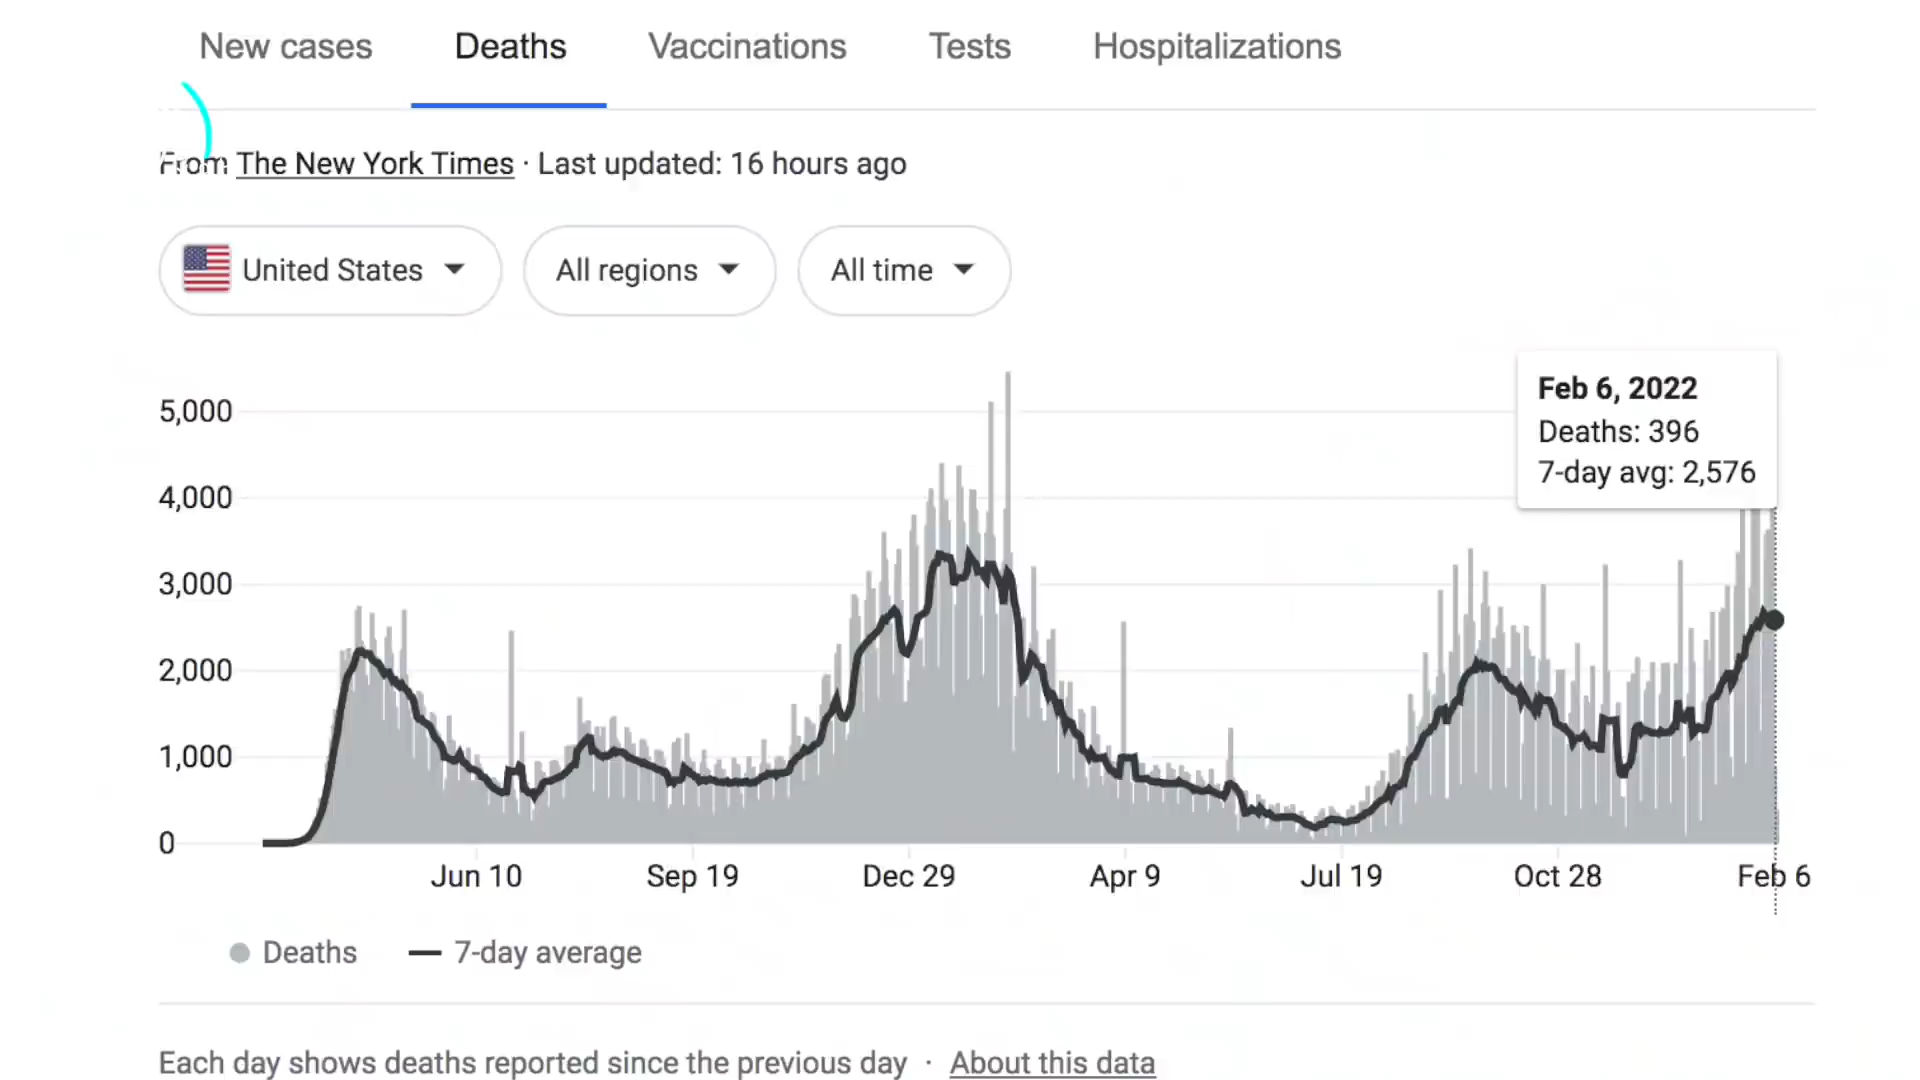 New cases Deaths Vaccinations Tests Hospitalizations
From The New York Times · Last updated: 16 hours ago
United States All regions All time
Feb 6, 2022
Deaths: 396
7-day avg: 2,576
5,000
4,000
3,000
2,000
1,000
0
Jun 10 Sep 19 Dec 29 Apr 9 Jul 19 Oct 28 Feb 6
Deaths 7-day average
Each day shows deaths reported since the previous day · About this data